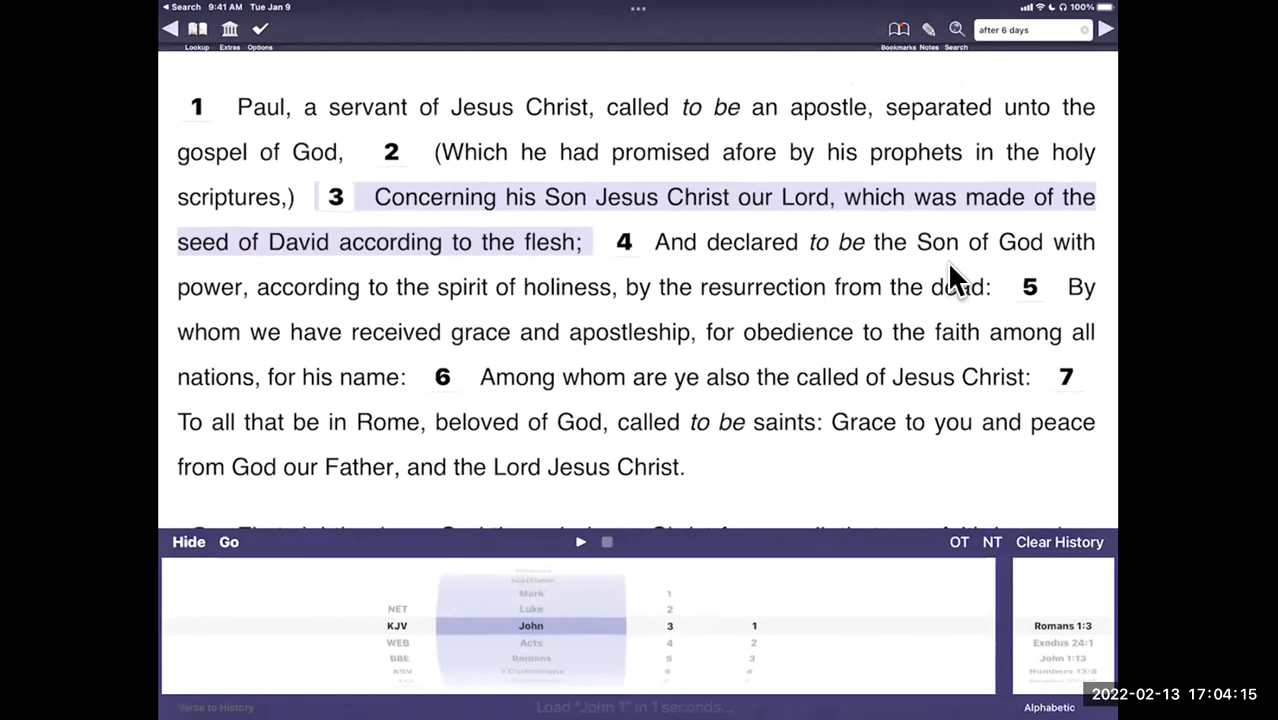 Search 9:41 AM Tue Jan 9 100%
after 6 days
Lookup Extras Options Bookmarks Notes Search
1 Paul, a servant of Jesus Christ, called to be an apostle, separated unto the
gospel of God, 2 (Which he had promised afore by his prophets in the holy
scriptures,) 3 Concerning his Son Jesus Christ our Lord, which was made of the
seed of David according to the flesh; 4 And declared to be the Son of God with
power, according to the spirit of holiness, by the resurrection from the dead: 5 By
whom we have received grace and apostleship, for obedience to the faith among all
nations, for his name: 6 Among whom are ye also the called of Jesus Christ: 7
To all that be in Rome, beloved of God, called to be saints: Grace to you and peace
from God our Father, and the Lord Jesus Christ.
Hide Go OT NT Clear History
Matthew
Mark 1
NET Luke 2
KJV John 3 1 Romans 1:3
WEB Acts 4 2 Exodus 24:1
BBE Romans 5 3 John 1:13
ASV 1 Corinthians
Verse to History Load "John 1" in 1 seconds... Alphabetic
2022-02-13 17:04:15